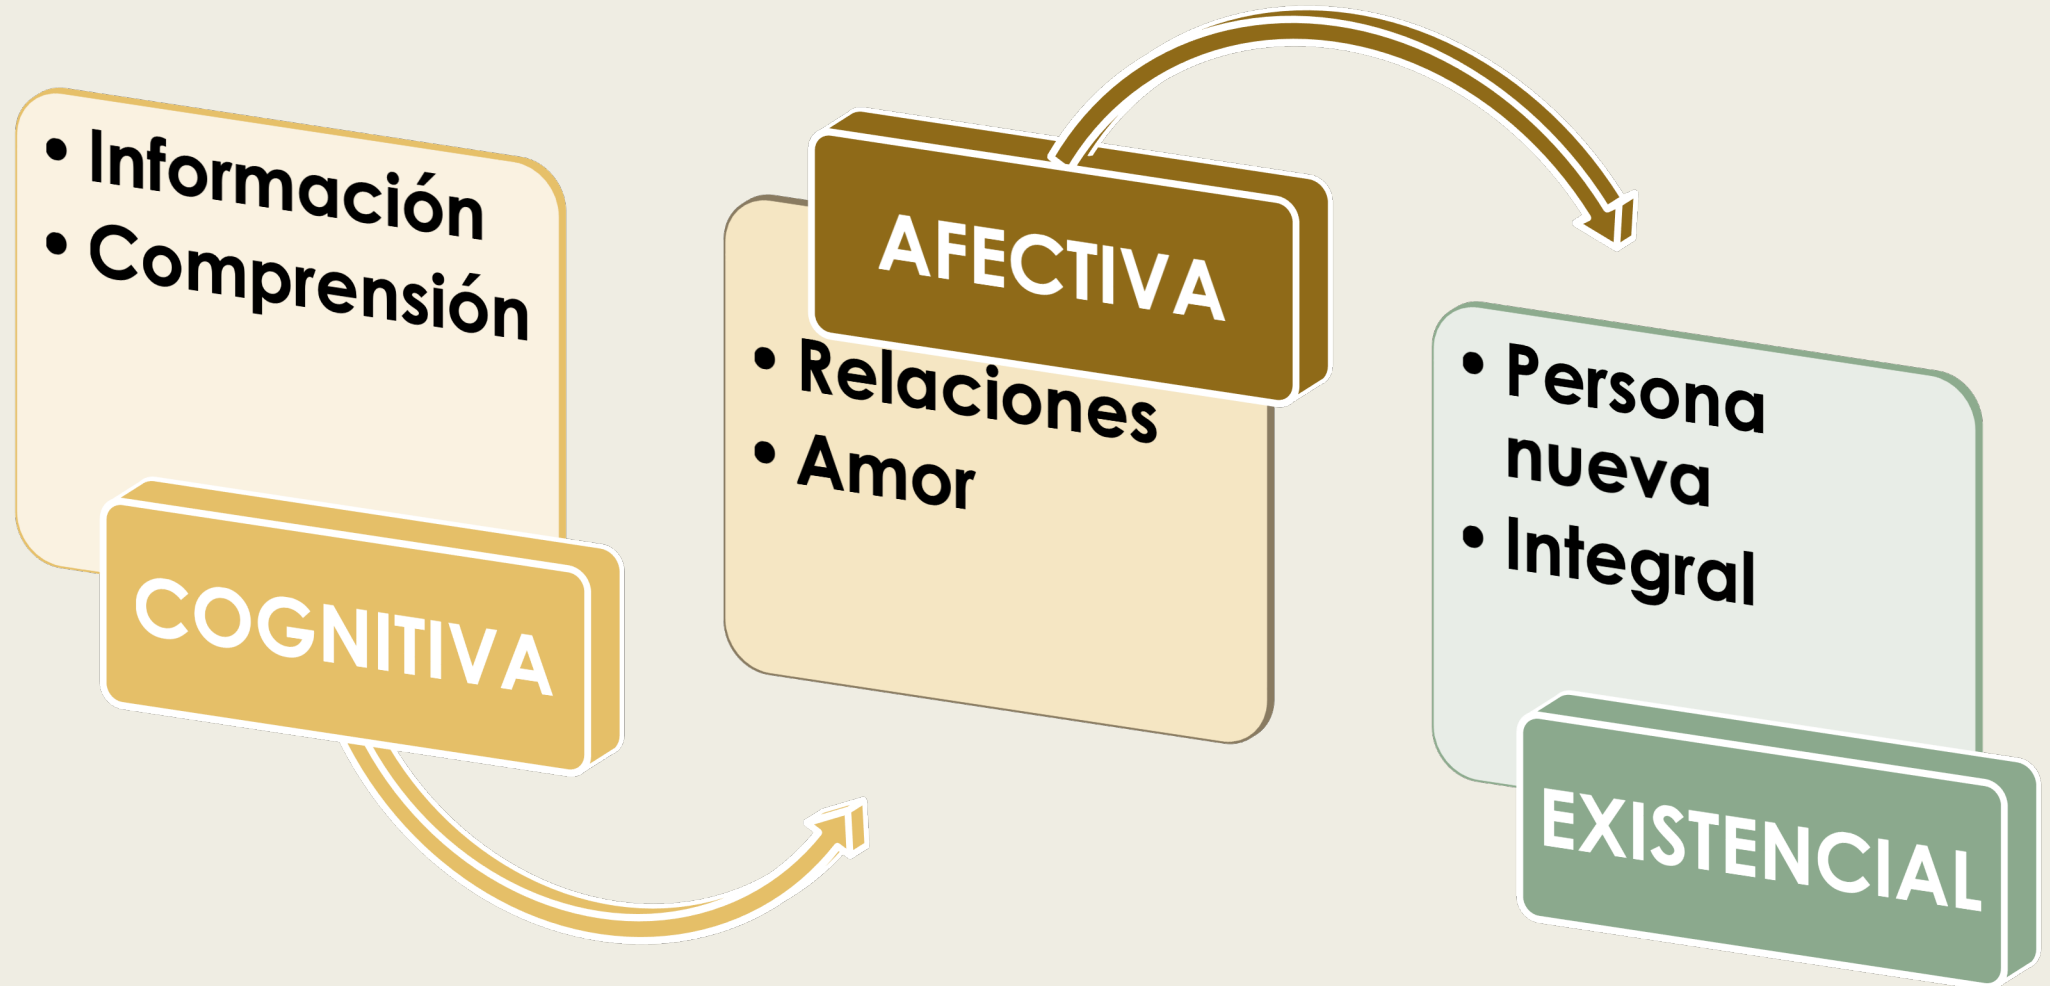 • Información
• Comprensión
COGNITIVA
AFECTIVA
• Relaciones
• Amor
• Persona
nueva
• Integral
EXISTENCIAL